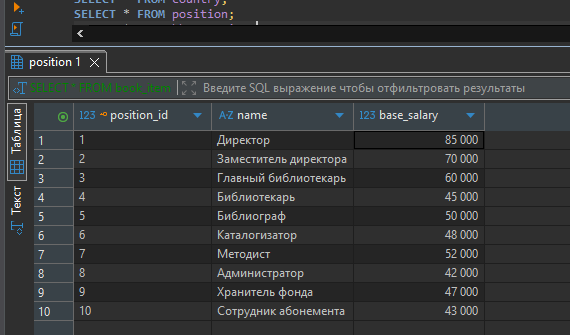 SELECT * FROM country;
SELECT * FROM position;
position 1
SELECT * FROM book_item
Введите SQL выражение чтобы отфильтровать результаты
Таблица
Текст
123 position_id A-Z name 123 base_salary
1 1 Директор 85 000
2 2 Заместитель директора 70 000
3 3 Главный библиотекарь 60 000
4 4 Библиотекарь 45 000
5 5 Библиограф 50 000
6 6 Каталогизатор 48 000
7 7 Методист 52 000
8 8 Администратор 42 000
9 9 Хранитель фонда 47 000
10 10 Сотрудник абонемента 43 000